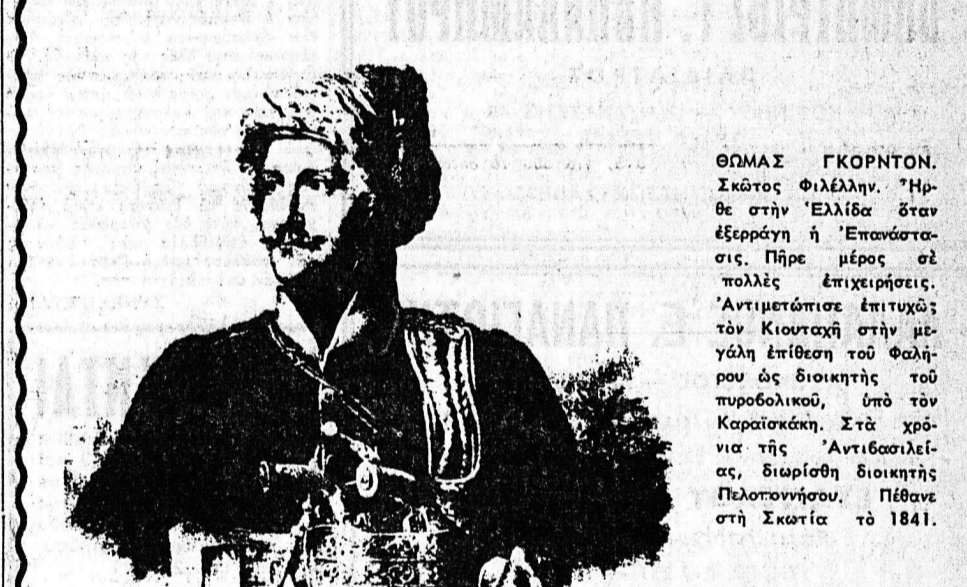 ΘΩΜΑΣ ΓΚΟΡΝΤΟΝ.
Σκῶτος Φιλέλλην. Ἦρ-
θε στὴν Ἑλλίδα ὅταν
ἐξερράγη ἡ Ἐπανάστα-
σις. Πῆρε μέρος σὲ
πολλὲς ἐπιχειρήσεις.
Ἀντιμετώπισε ἐπιτυχῶς
τὸν Κιουταχῆ στὴν με-
γάλη ἐπίθεση τοῦ Φαλή-
ρου ὡς διοικητὴς τοῦ
πυροβολικοῦ, ὑπὸ τὸν
Καραϊσκάκη. Στὰ χρό-
νια τῆς Ἀντιβασιλεί-
ας, διωρίσθη διοικητὴς
Πελοποννήσου. Πέθανε
στὴ Σκωτία τὸ 1841.